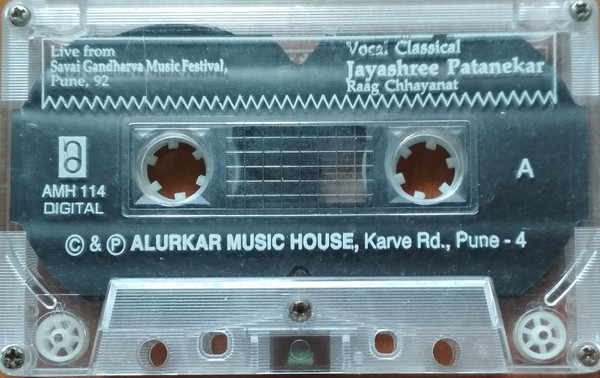 Live from
Savai Gandharva Music Festival,
Pune, 92
Vocal Classical
Jayashree Patanekar
Raag Chhayanat
A
AMH 114
DIGITAL
© & ℗ ALURKAR MUSIC HOUSE, Karve Rd., Pune - 4